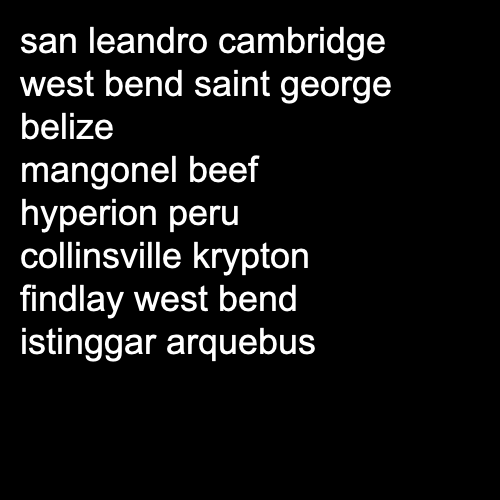 san leandro cambridge
west bend saint george
belize
mangonel beef
hyperion peru
collinsville krypton
findlay west bend
istinggar arquebus